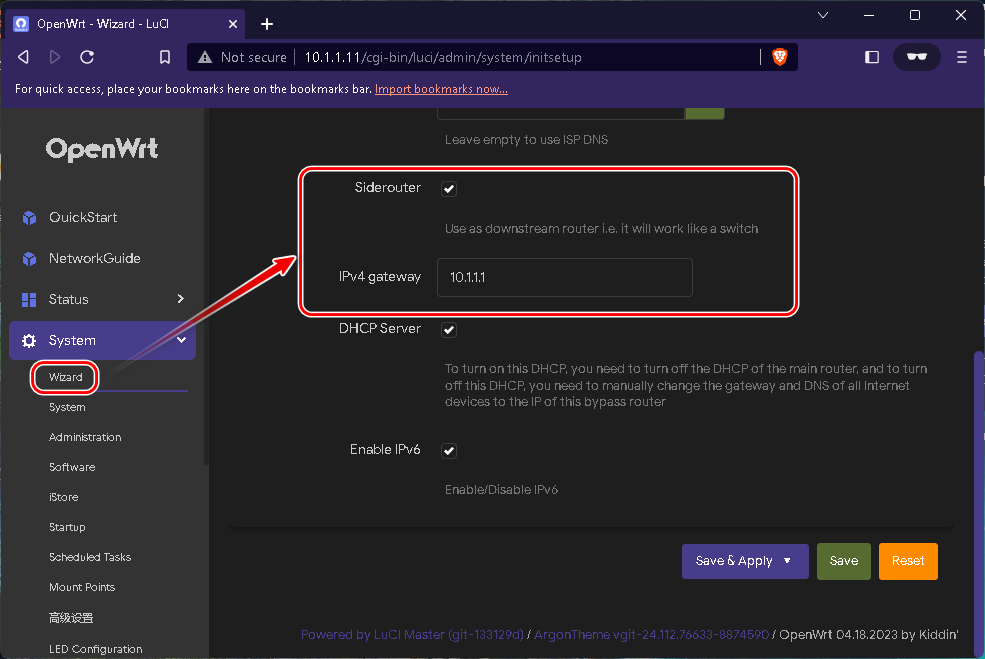 OpenWrt - Wizard - LuCI
Not secure
10.1.1.11/cgi-bin/luci/admin/system/initsetup
For quick access, place your bookmarks here on the bookmarks bar. Import bookmarks now...
OpenWrt
QuickStart
NetworkGuide
Status
System
Wizard
System
Administration
Software
iStore
Startup
Scheduled Tasks
Mount Points
高级设置
LED Configuration
Leave empty to use ISP DNS
Siderouter
Use as downstream router i.e. it will work like a switch
IPv4 gateway
10.1.1.1
DHCP Server
To turn on this DHCP, you need to turn off the DHCP of the main router, and to turn
off this DHCP, you need to manually change the gateway and DNS of all Internet
devices to the IP of this bypass router
Enable IPv6
Enable/Disable IPv6
Save & Apply
Save
Reset
Powered by LuCI Master (git-133129d) / ArgonTheme vgit-24.112.76633-8874590 / OpenWrt 04.18.2023 by Kiddin'